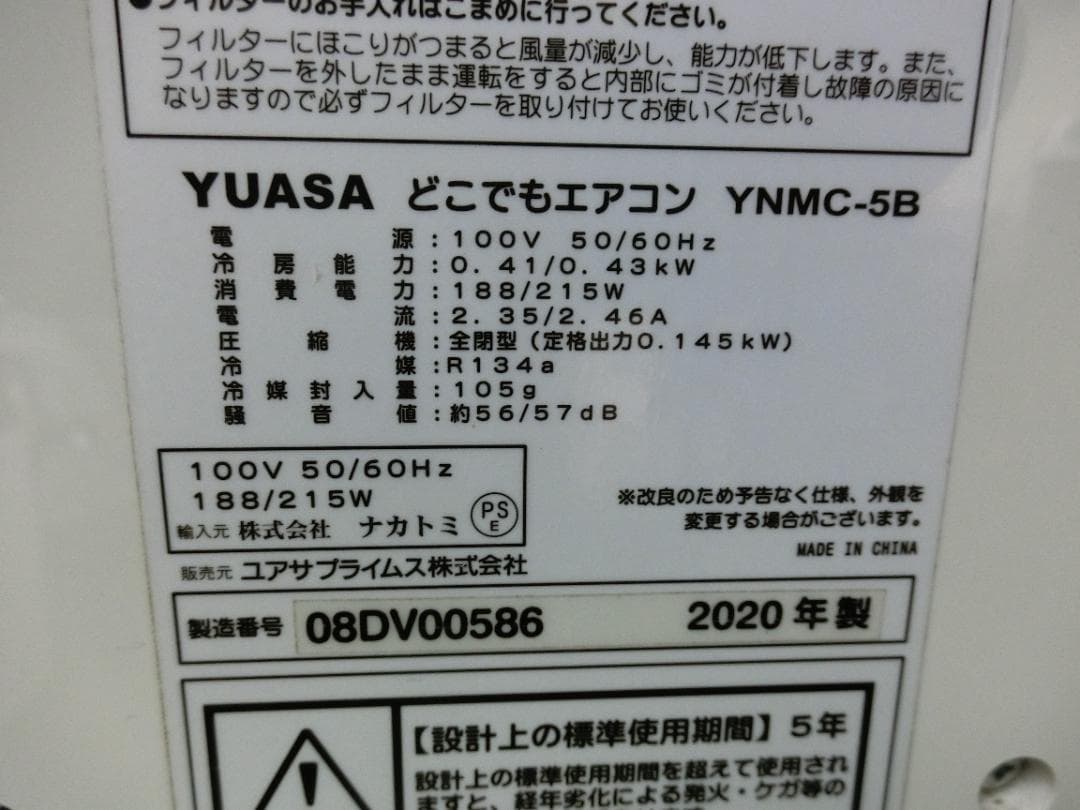 ●フィルターのお手入れはこまめに行ってください。
フィルターにほこりがつまると風量が減少し、能力が低下します。また、
フィルターを外したまま運転をすると内部にゴミが付着し故障の原因に
なりますので必ずフィルターを取り付けてお使いください。
YUASA どこでもエアコン YNMC-5B
電源:100V 50/60Hz
冷房能力:0.41/0.43kW
消費電力:188/215W
電流:2.35/2.46A
圧縮機:全閉型(定格出力0.145kW)
冷媒:R134a
冷媒封入量:105g
騒音値:約56/57dB
100V 50/60Hz
188/215W
輸入元 株式会社 ナカトミ PSE
※改良のため予告なく仕様、外観を
変更する場合がございます。
MADE IN CHINA
販売元 ユアサプライムス株式会社
製造番号 08DV00586 2020年製
【設計上の標準使用期間】5年
設計上の標準使用期間を超えて使用され
ますと、経年劣化による発火・ケガ等の